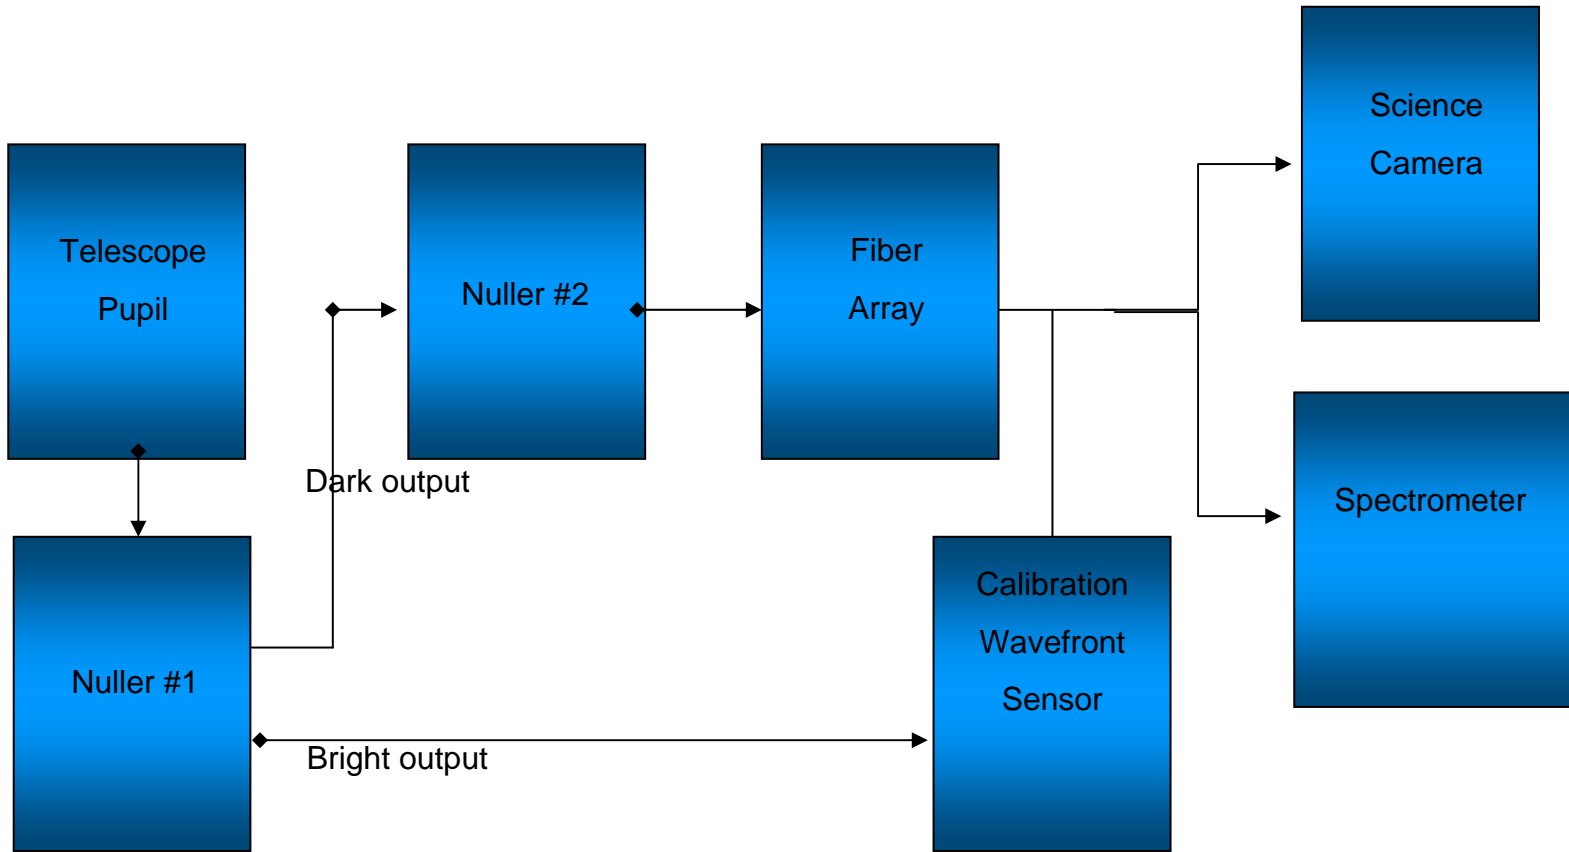 Telescope
Pupil
Nuller #1
Dark output
Bright output
Nuller #2
Fiber
Array
Calibration
Wavefront
Sensor
Science
Camera
Spectrometer